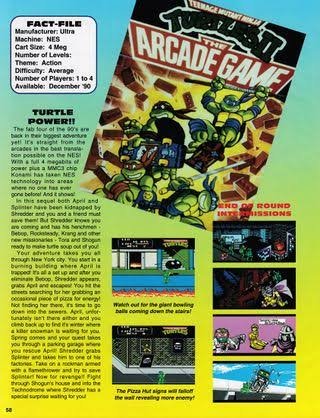 FACT-FILE
Manufacturer: Ultra
Machine: NES
Cart Size: 4 Meg
Number of Levels:
Theme: Action
Difficulty: Average
Number of Players: 1 to 4
Available: December '90
TEENAGE MUTANT NINJA
TURTLES II
THE
ARCADE GAME
TURTLE
POWER!!
The fab four of the 90's are
back in their biggest adventure
yet! It's straight from the
arcades in the best transla-
tion possible on the NES!
With a full 4 megabits of
power plus a MMC3 chip
Konami has taken NES
technology into areas
where no one has ever
gone before! And it shows!
In this sequel both April and
Splinter have been kidnapped by
Shredder and you and a friend must
save them! But Shredder knows you
are coming and has his henchmen -
Bebop, Rocksteady, Krang and other
new missionaries - Tora and Shogun
ready to make turtle soup out of you!
Your adventure takes you all
through New York city. You start in a
burning building where April is
trapped! It's all a set up and after you
eliminate Bebop, Shredder appears,
grabs April and escapes! You hit the
streets searching for her grabbing an
occasional piece of pizza for energy!
Not finding her there, it's time to go
down into the sewers. April, unfor-
tunately isn't there either and you
climb back up to find it's winter where
a killer snowman is waiting for you.
Spring comes and your quest takes
you through a parking garage where
you rescue April! Shredder grabs
Splinter and takes him to one of his
factories. Take on a rockman armed
with a flamethrower and try to save
Splinter! Now for revenge! Fight
through Shogun's house and into the
Technodrome where Shredder has a
special surprise waiting for you!
END OF ROUND
INTERMISSIONS
Watch out for the giant bowling
balls coming down the stairs!
The Pizza Hut signs will falloff
the wall revealing more enemy!
58